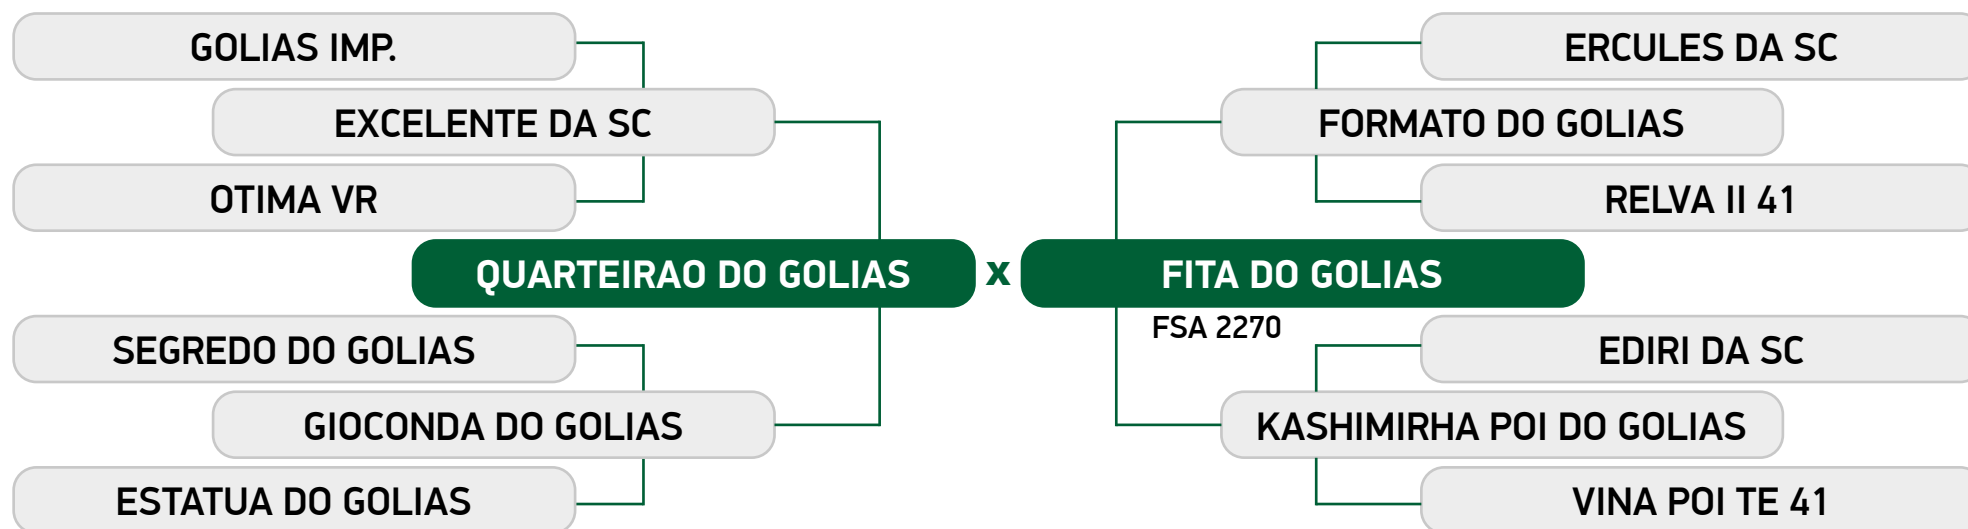 GOLIAS IMP.
ERCULES DA SC
EXCELENTE DA SC
FORMATO DO GOLIAS
OTIMA VR
RELVA II 41
QUARTEIRAO DO GOLIAS x FITA DO GOLIAS
FSA 2270
SEGREDO DO GOLIAS
EDIRI DA SC
GIOCONDA DO GOLIAS
KASHIMIRHA POI DO GOLIAS
ESTATUA DO GOLIAS
VINA POI TE 41